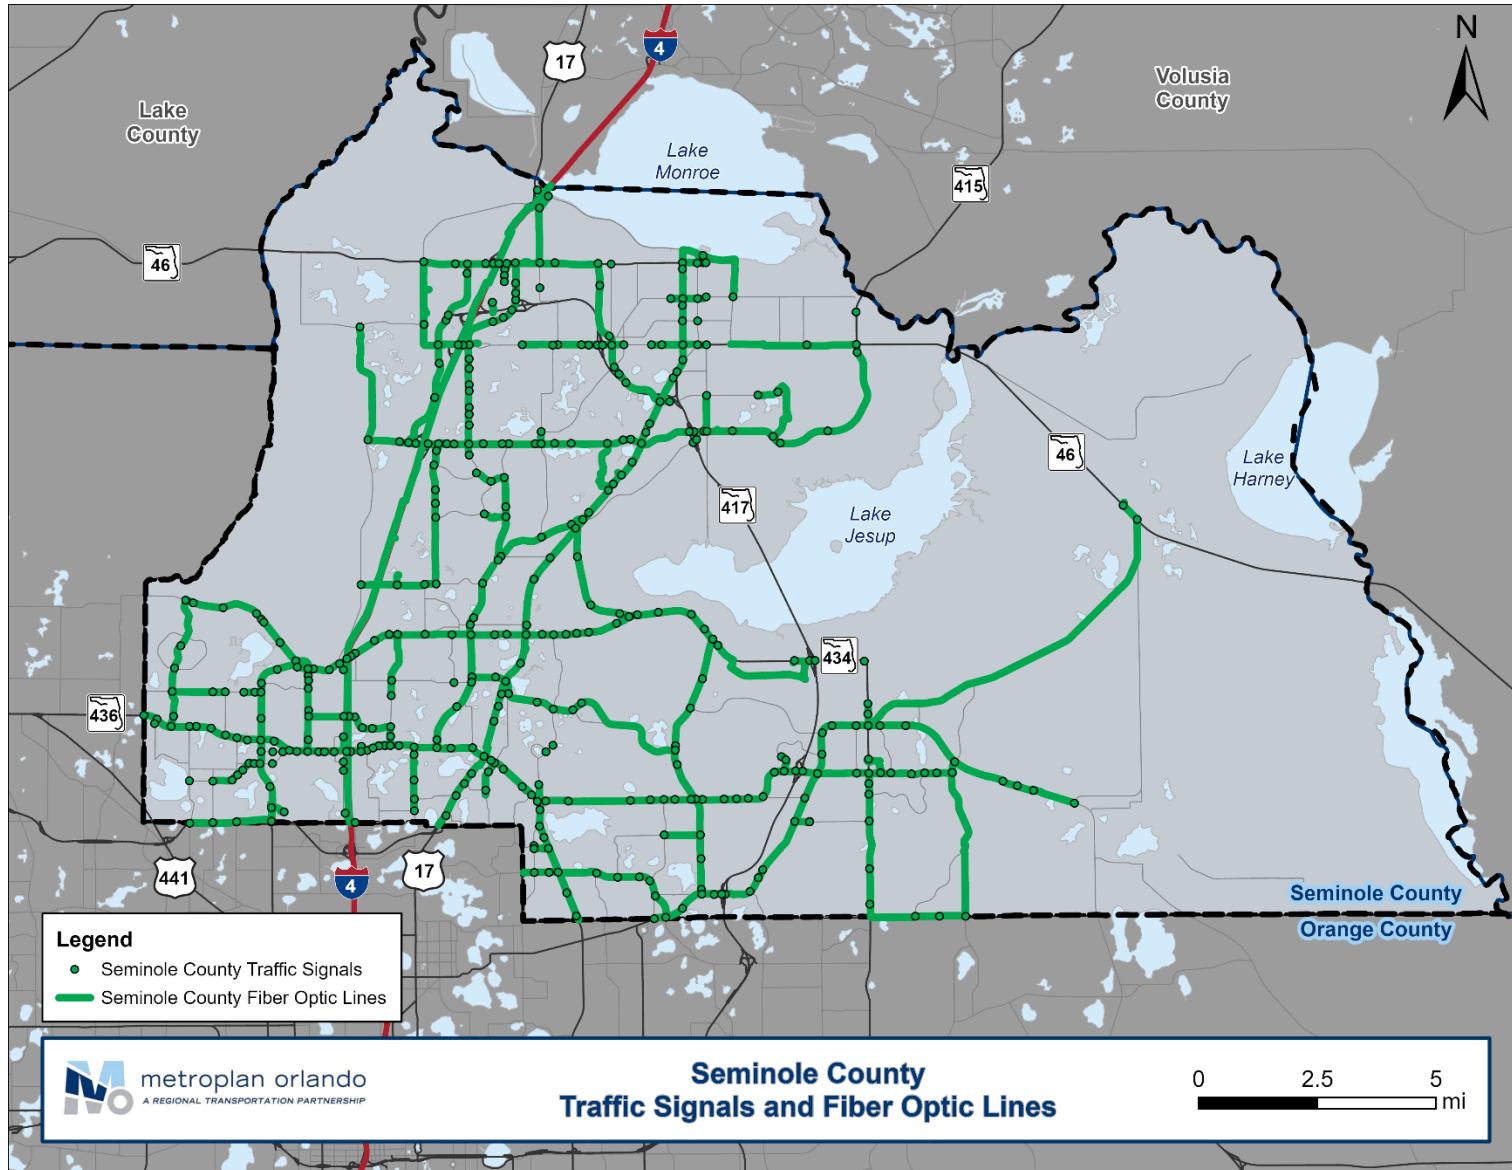 N
4
17
Volusia
County
Lake
County
Lake
Monroe
415
46
46
Lake
Harney
417
Lake
Jesup
434
436
441
4
17
Seminole County
Orange County
Legend
Seminole County Traffic Signals
Seminole County Fiber Optic Lines
metroplan orlando
A REGIONAL TRANSPORTATION PARTNERSHIP
Seminole County
Traffic Signals and Fiber Optic Lines
0 2.5 5
mi